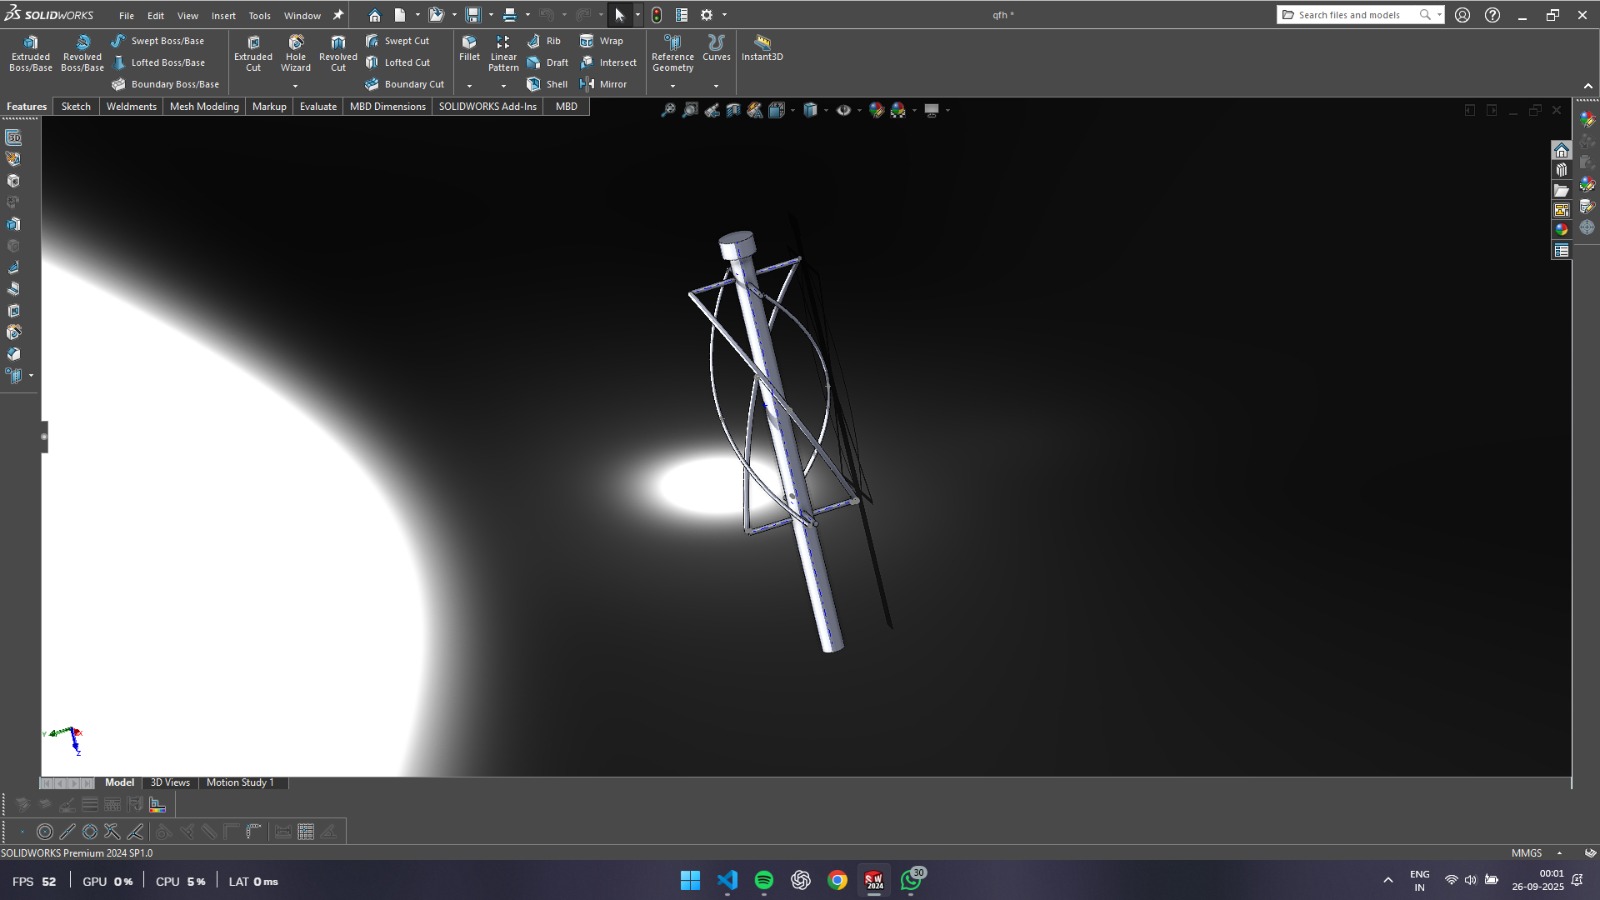 SOLIDWORKS File Edit View Insert Tools Window qfh * Search files and models
Extruded Boss/Base
Revolved Boss/Base
Swept Boss/Base
Lofted Boss/Base
Boundary Boss/Base
Extruded Cut
Hole Wizard
Revolved Cut
Swept Cut
Lofted Cut
Boundary Cut
Fillet
Linear Pattern
Rib
Draft
Shell
Wrap
Intersect
Mirror
Reference Geometry
Curves
Instant3D
Features Sketch Weldments Mesh Modeling Markup Evaluate MBD Dimensions SOLIDWORKS Add-Ins MBD
Y
Z
Model 3D Views Motion Study 1
SOLIDWORKS Premium 2024 SP1.0 MMGS
FPS 52 GPU 0% CPU 5% LAT 0 ms
SW 2024
30
ENG IN
00:01
26-09-2025